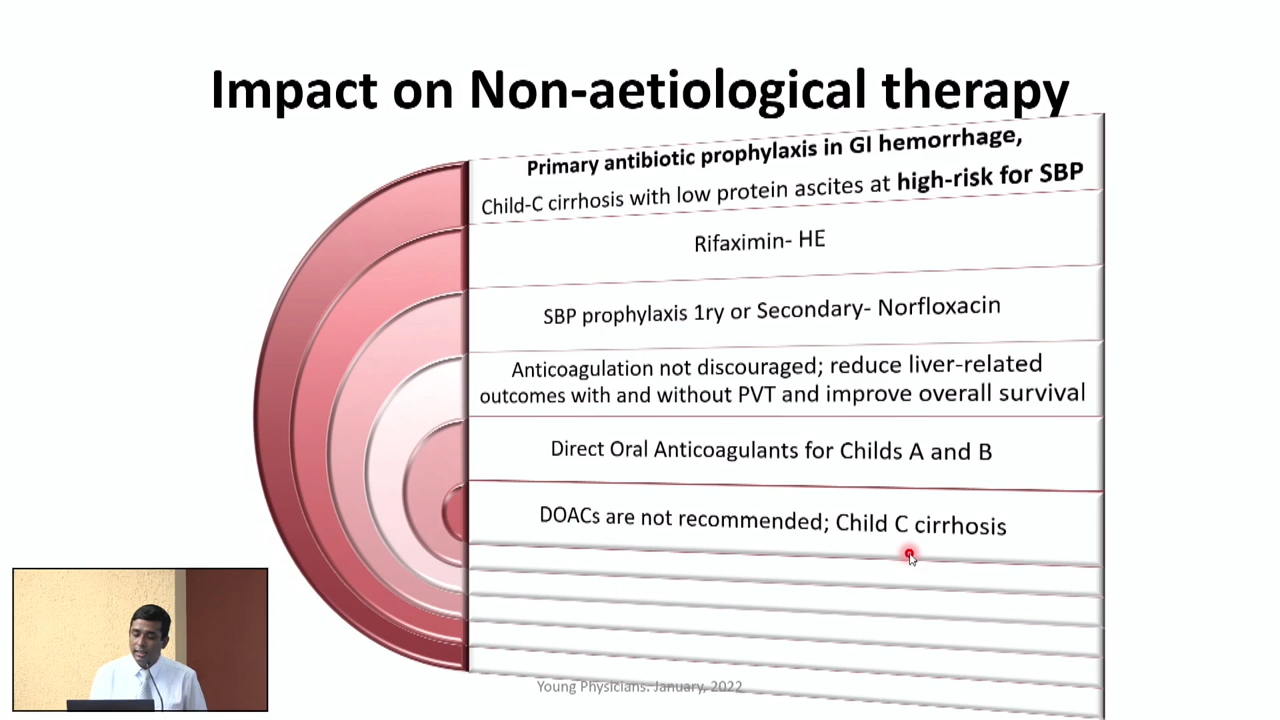 Impact on Non-aetiological therapy
Primary antibiotic prophylaxis in GI hemorrhage,
Child-C cirrhosis with low protein ascites at high-risk for SBP
Rifaximin- HE
SBP prophylaxis 1ry or Secondary- Norfloxacin
Anticoagulation not discouraged; reduce liver-related
outcomes with and without PVT and improve overall survival
Direct Oral Anticoagulants for Childs A and B
DOACs are not recommended; Child C cirrhosis
Young Physicians. January, 2022